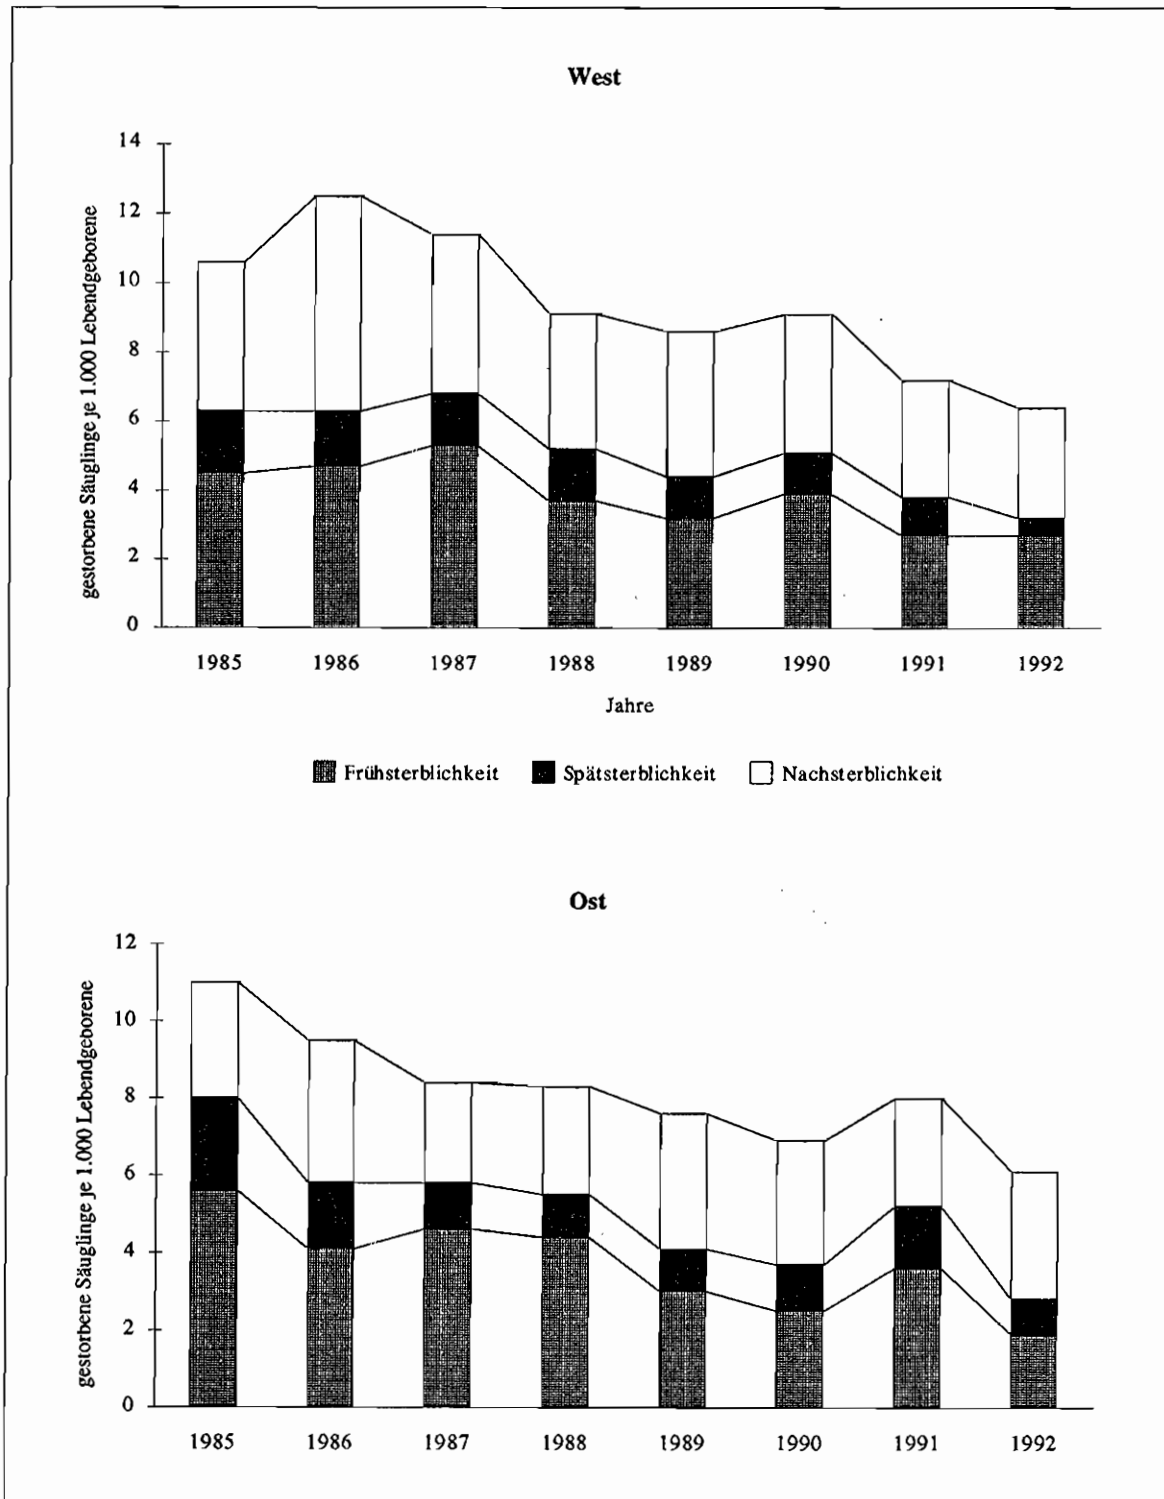 West
gestorbene Säuglinge je 1.000 Lebendgeborene
14
12
10
8
6
4
2
0
1985 1986 1987 1988 1989 1990 1991 1992
Jahre
Frühsterblichkeit Spätsterblichkeit Nachsterblichkeit
Ost
gestorbene Säuglinge je 1.000 Lebendgeborene
12
10
8
6
4
2
0
1985 1986 1987 1988 1989 1990 1991 1992